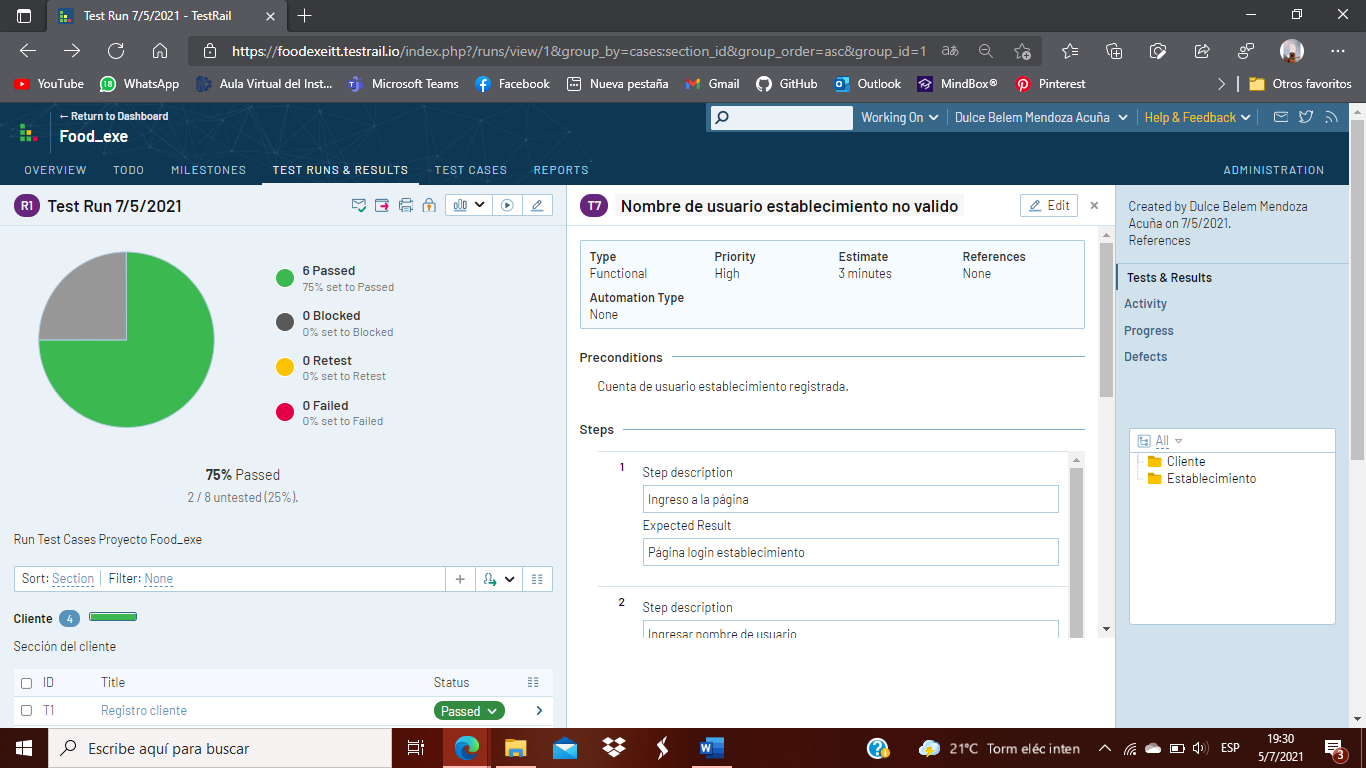 Test Run 7/5/2021 - TestRail
https://foodexeitt.testrail.io/index.php?/runs/view/1&group_by=cases:section_id&group_order=asc&group_id=1
YouTube
18
WhatsApp
Aula Virtual del Inst...
Microsoft Teams
Facebook
Nueva pestaña
Gmail
GitHub
Outlook
MindBox®
Pinterest
Otros favoritos
← Return to Dashboard
Food_exe
Working On
Dulce Belem Mendoza Acuña
Help & Feedback
OVERVIEW
TODO
MILESTONES
TEST RUNS & RESULTS
TEST CASES
REPORTS
ADMINISTRATION
R1
Test Run 7/5/2021
6 Passed
75% set to Passed
0 Blocked
0% set to Blocked
0 Retest
0% set to Retest
0 Failed
0% set to Failed
75% Passed
2 / 8 untested (25%).
Run Test Cases Proyecto Food_exe
Sort: Section
Filter: None
Cliente
4
Sección del cliente
ID
Title
Status
T1
Registro cliente
Passed
T7
Nombre de usuario establecimiento no valido
Edit
Type
Priority
Estimate
References
Functional
High
3 minutes
None
Automation Type
None
Preconditions
Cuenta de usuario establecimiento registrada.
Steps
1
Step description
Ingreso a la página
Expected Result
Página login establecimiento
2
Step description
Ingresar nombre de usuario
Created by Dulce Belem Mendoza
Acuña on 7/5/2021.
References
Tests & Results
Activity
Progress
Defects
All
Cliente
Establecimiento
Escribe aquí para buscar
21°C
Torm eléc inten
ESP
19:30
5/7/2021
3